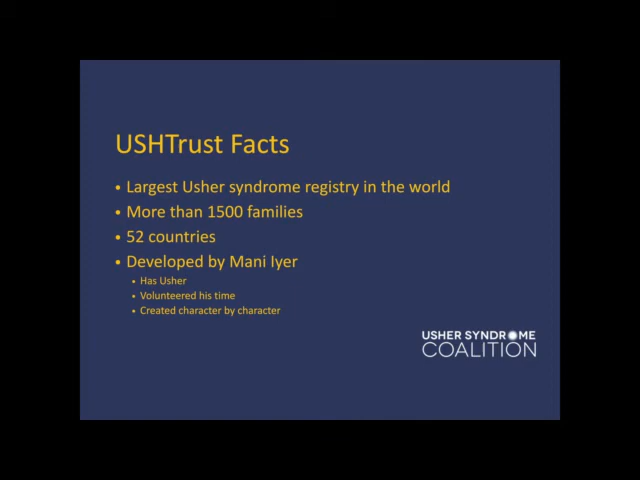 USHTrust Facts
• Largest Usher syndrome registry in the world
• More than 1500 families
• 52 countries
• Developed by Mani Iyer
• Has Usher
• Volunteered his time
• Created character by character
USHER SYNDROME
COALITION